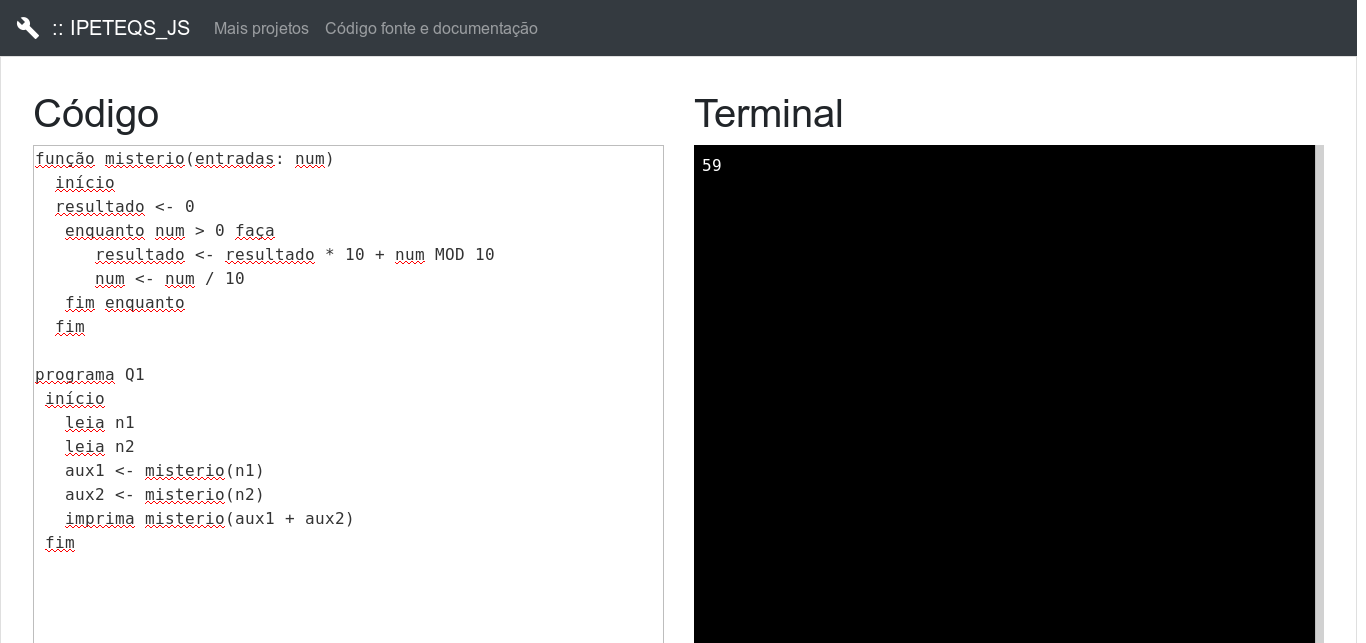 :: IPETEQS_JS Mais projetos Código fonte e documentação
Código
função misterio(entradas: num)
  início
  resultado <- 0
   enquanto num > 0 faça
      resultado <- resultado * 10 + num MOD 10
      num <- num / 10
   fim enquanto
  fim

programa Q1
 início
   leia n1
   leia n2
   aux1 <- misterio(n1)
   aux2 <- misterio(n2)
   imprima misterio(aux1 + aux2)
 fim
Terminal
59